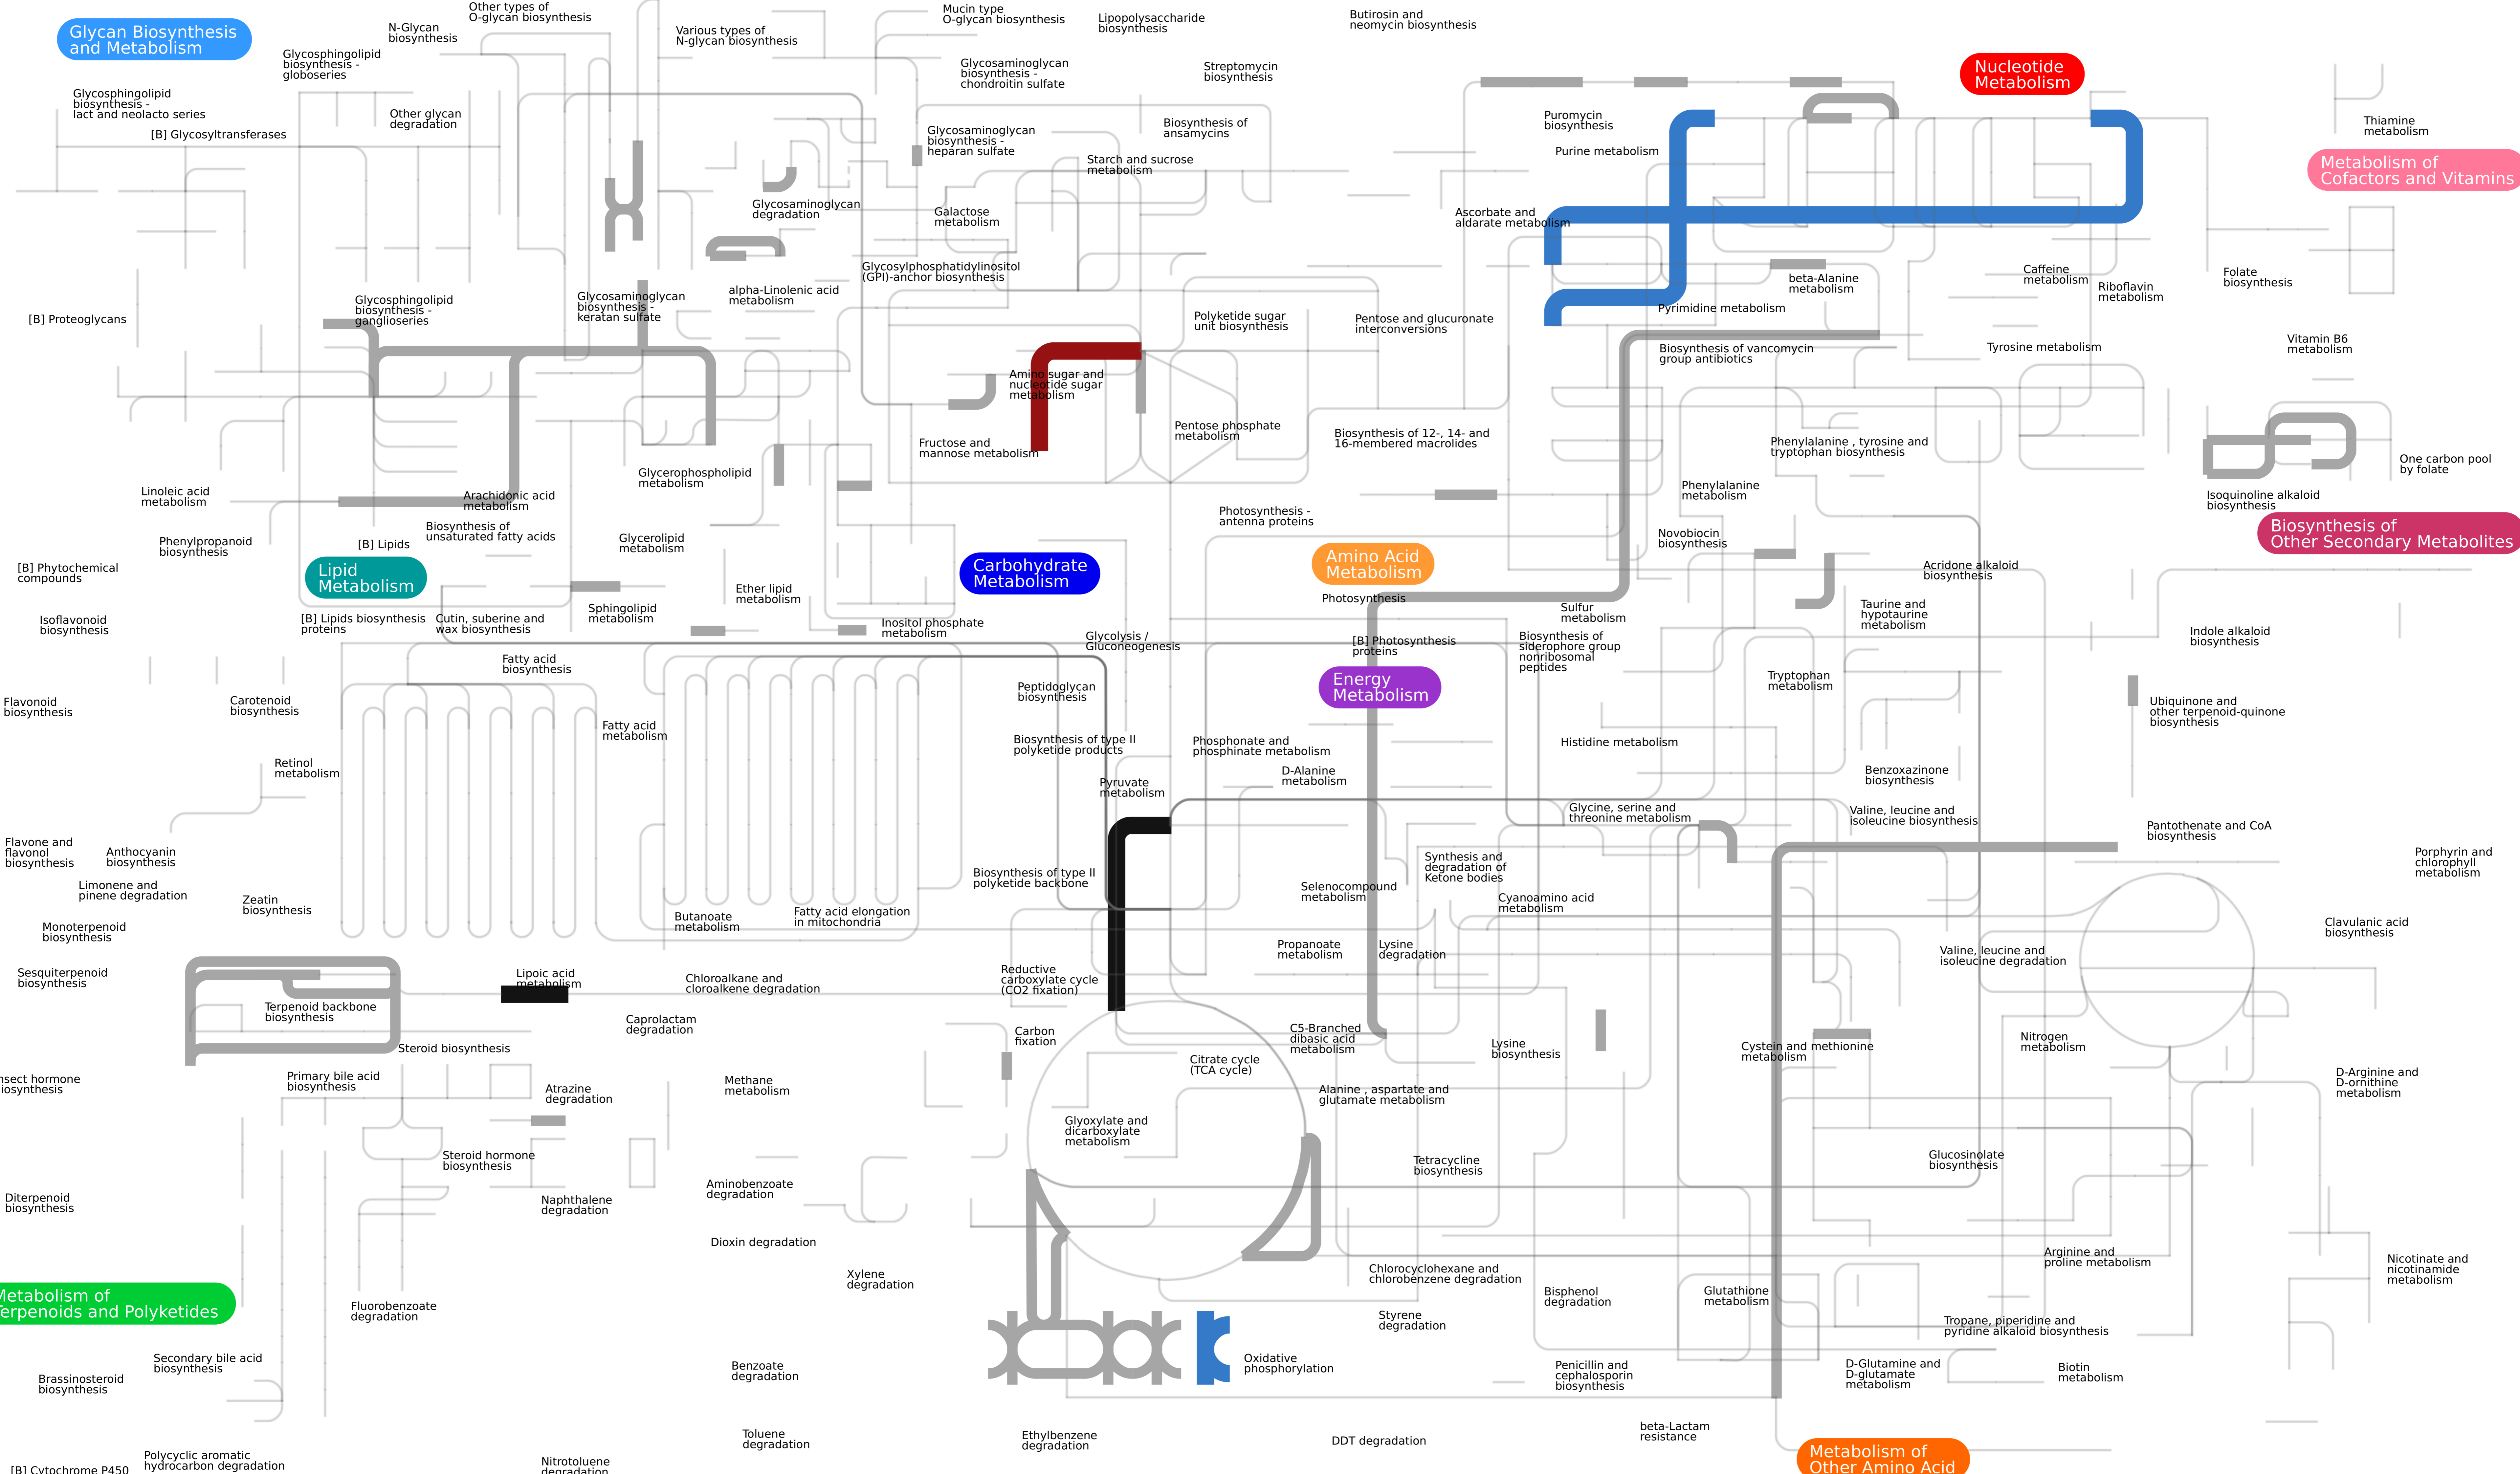 Other types of
O-glycan biosynthesis
Mucin type
O-glycan biosynthesis
Lipopolysaccharide
biosynthesis
Butirosin and
neomycin biosynthesis
Glycan Biosynthesis
and Metabolism
N-Glycan
biosynthesis
Various types of
N-glycan biosynthesis
Glycosphingolipid
biosynthesis -
globoseries
Glycosaminoglycan
biosynthesis -
chondroitin sulfate
Streptomycin
biosynthesis
Nucleotide
Metabolism
Glycosphingolipid
biosynthesis -
lact and neolacto series
Other glycan
degradation
[B] Glycosyltransferases
Glycosaminoglycan
biosynthesis -
heparan sulfate
Biosynthesis of
ansamycins
Puromycin
biosynthesis
Purine metabolism
Thiamine
metabolism
Starch and sucrose
metabolism
Metabolism of
Cofactors and Vitamins
Glycosaminoglycan
degradation
Galactose
metabolism
Ascorbate and
aldarate metabolism
Glycosylphosphatidylinositol
(GPI)-anchor biosynthesis
beta-Alanine
metabolism
Caffeine
metabolism
Riboflavin
metabolism
Folate
biosynthesis
Glycosphingolipid
biosynthesis -
ganglioseries
Glycosaminoglycan
biosynthesis -
keratan sulfate
alpha-Linolenic acid
metabolism
[B] Proteoglycans
Polyketide sugar
unit biosynthesis
Pentose and glucuronate
interconversions
Pyrimidine metabolism
Biosynthesis of vancomycin
group antibiotics
Tyrosine metabolism
Vitamin B6
metabolism
Amino sugar and
nucleotide sugar
metabolism
Fructose and
mannose metabolism
Pentose phosphate
metabolism
Biosynthesis of 12-, 14- and
16-membered macrolides
Phenylalanine , tyrosine and
tryptophan biosynthesis
One carbon pool
by folate
Linoleic acid
metabolism
Arachidonic acid
metabolism
Glycerophospholipid
metabolism
Phenylalanine
metabolism
Isoquinoline alkaloid
biosynthesis
Photosynthesis -
antenna proteins
Phenylpropanoid
biosynthesis
[B] Lipids
Biosynthesis of
unsaturated fatty acids
Glycerolipid
metabolism
Novobiocin
biosynthesis
Biosynthesis of
Other Secondary Metabolites
[B] Phytochemical
compounds
Lipid
Metabolism
Carbohydrate
Metabolism
Amino Acid
Metabolism
Acridone alkaloid
biosynthesis
Ether lipid
metabolism
Photosynthesis
Isoflavonoid
biosynthesis
[B] Lipids biosynthesis
proteins
Cutin, suberine and
wax biosynthesis
Sphingolipid
metabolism
Inositol phosphate
metabolism
Sulfur
metabolism
Taurine and
hypotaurine
metabolism
Glycolysis /
Gluconeogenesis
[B] Photosynthesis
proteins
Biosynthesis of
siderophore group
nonribosomal
peptides
Indole alkaloid
biosynthesis
Fatty acid
biosynthesis
Energy
Metabolism
Tryptophan
metabolism
Flavonoid
biosynthesis
Carotenoid
biosynthesis
Peptidoglycan
biosynthesis
Ubiquinone and
other terpenoid-quinone
biosynthesis
Fatty acid
metabolism
Biosynthesis of type II
polyketide products
Phosphonate and
phosphinate metabolism
Histidine metabolism
Retinol
metabolism
Pyruvate
metabolism
D-Alanine
metabolism
Benzoxazinone
biosynthesis
Glycine, serine and
threonine metabolism
Valine, leucine and
isoleucine biosynthesis
Pantothenate and CoA
biosynthesis
Flavone and
flavonol
biosynthesis
Anthocyanin
biosynthesis
Limonene and
pinene degradation
Zeatin
biosynthesis
Biosynthesis of type II
polyketide backbone
Synthesis and
degradation of
Ketone bodies
Selenocompound
metabolism
Cyanoamino acid
metabolism
Porphyrin and
chlorophyll
metabolism
Monoterpenoid
biosynthesis
Butanoate
metabolism
Fatty acid elongation
in mitochondria
Clavulanic acid
biosynthesis
Propanoate
metabolism
Lysine
degradation
Valine, leucine and
isoleucine degradation
Sesquiterpenoid
biosynthesis
Lipoic acid
metabolism
Chloroalkane and
cloroalkene degradation
Reductive
carboxylate cycle
(CO2 fixation)
Terpenoid backbone
biosynthesis
Caprolactam
degradation
Carbon
fixation
C5-Branched
dibasic acid
metabolism
Steroid biosynthesis
Citrate cycle
(TCA cycle)
Lysine
biosynthesis
Cystein and methionine
metabolism
Nitrogen
metabolism
nsect hormone
iosynthesis
Primary bile acid
biosynthesis
Atrazine
degradation
Methane
metabolism
Alanine , aspartate and
glutamate metabolism
D-Arginine and
D-ornithine
metabolism
Glyoxylate and
dicarboxylate
metabolism
Steroid hormone
biosynthesis
Tetracycline
biosynthesis
Glucosinolate
biosynthesis
Diterpenoid
biosynthesis
Naphthalene
degradation
Aminobenzoate
degradation
Dioxin degradation
Arginine and
proline metabolism
Nicotinate and
nicotinamide
metabolism
Xylene
degradation
Chlorocyclohexane and
chlorobenzene degradation
Metabolism of
Terpenoids and Polyketides
Fluorobenzoate
degradation
Styrene
degradation
Bisphenol
degradation
Glutathione
metabolism
Tropane, piperidine and
pyridine alkaloid biosynthesis
Brassinosteroid
biosynthesis
Secondary bile acid
biosynthesis
Benzoate
degradation
Oxidative
phosphorylation
Penicillin and
cephalosporin
biosynthesis
D-Glutamine and
D-glutamate
metabolism
Biotin
metabolism
Toluene
degradation
Ethylbenzene
degradation
DDT degradation
beta-Lactam
resistance
[B] Cytochrome P450
Polycyclic aromatic
hydrocarbon degradation
Nitrotoluene
degradation
Metabolism of
Other Amino Acid